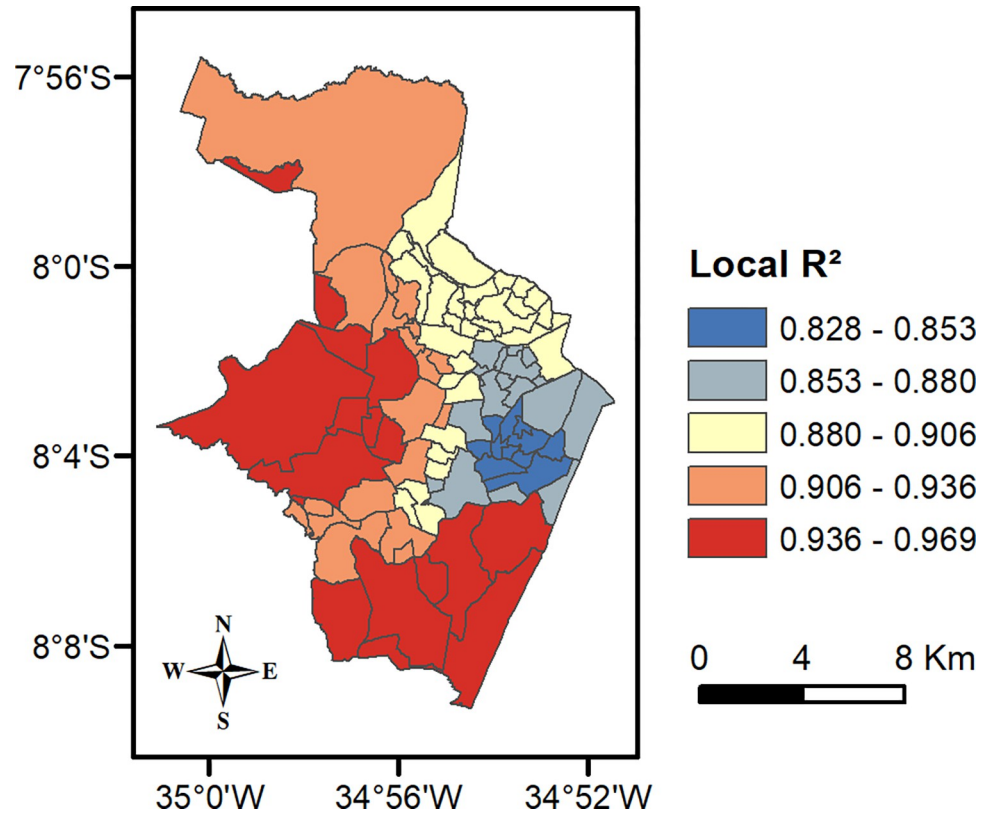 7°56'S
8°0'S
8°4'S
8°8'S
35°0'W 34°56'W 34°52'W
N
W E
S
Local R²
0.828 - 0.853
0.853 - 0.880
0.880 - 0.906
0.906 - 0.936
0.936 - 0.969
0 4 8 Km